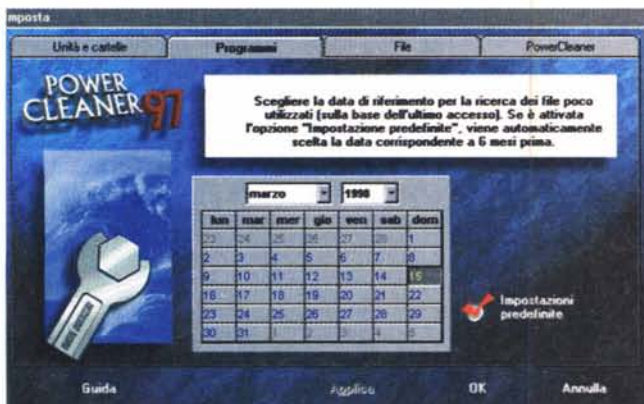 mposta
Unità e cartelle Programmi File PowerCleaner
POWER
CLEANER 97
Scegliere la data di riferimento per la ricerca dei file poco
utilizzati (sulla base dell'ultimo accesso). Se è attivata
l'opzione "Impostazione predefinite", viene automaticamente
scelta la data corrispondente a 6 mesi prima.
marzo 1998
lun mar mer gio ven sab dom
23 24 25 26 27 28 1
2 3 4 5 6 7 8
9 10 11 12 13 14 15
16 17 18 19 20 21 22
23 24 25 26 27 28 29
30 31 1 2 3 4 5
Impostazioni
predefinite
Guida Applica OK Annulla